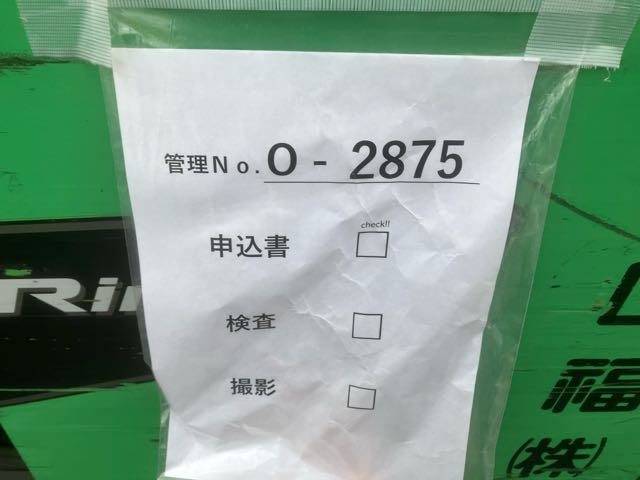 管理No. O - 2875
check!!
申込書
検査
撮影
福
(株)